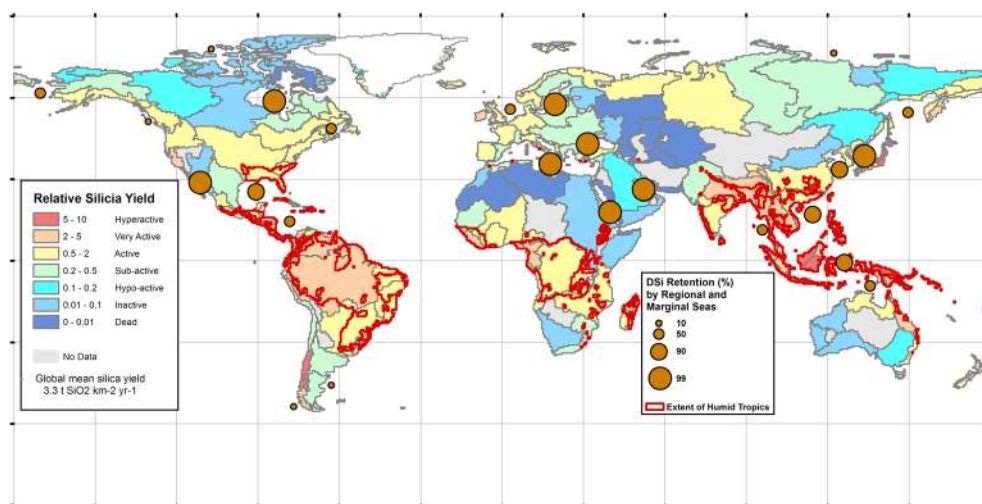 Relative Silicia Yield
5 - 10 Hyperactive
2 - 5 Very Active
0.5 - 2 Active
0.2 - 0.5 Sub-active
0.1 - 0.2 Hypo-active
0.01 - 0.1 Inactive
0 - 0.01 Dead
No Data
Global mean silica yield
3.3 t SiO2 km-2 yr-1
DSi Retention (%)
by Regional and
Marginal Seas
10
50
90
99
Extent of Humid Tropics